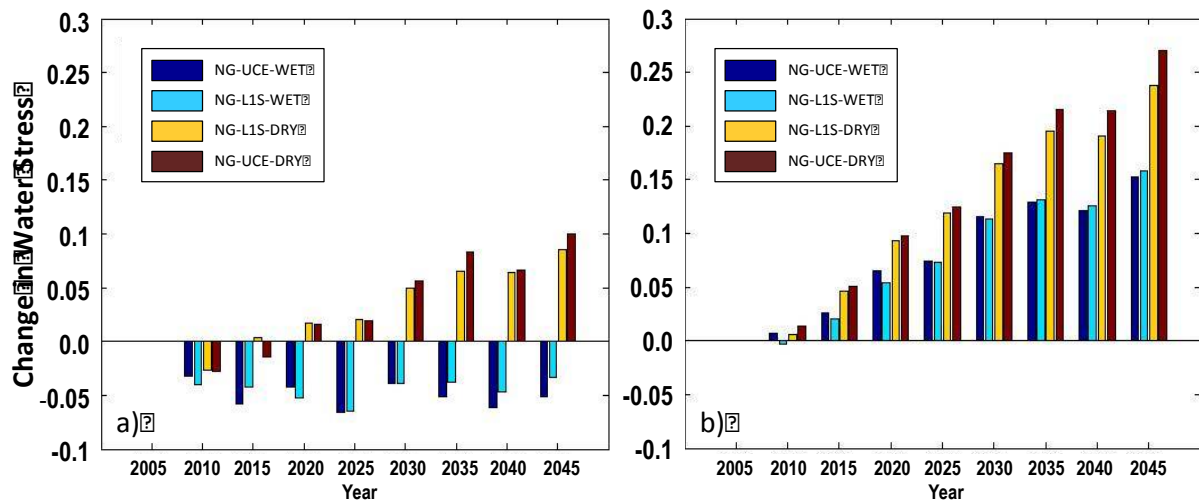 Change in Water Stress
0.3
0.25
0.2
0.15
0.1
0.05
0.0
-0.05
-0.1
NG-UCE-WET
NG-L1S-WET
NG-L1S-DRY
NG-UCE-DRY
a)
2005 2010 2015 2020 2025 2030 2035 2040 2045
Year
0.3
0.25
0.2
0.15
0.1
0.05
0.0
-0.05
-0.1
NG-UCE-WET
NG-L1S-WET
NG-L1S-DRY
NG-UCE-DRY
b)
2005 2010 2015 2020 2025 2030 2035 2040 2045
Year